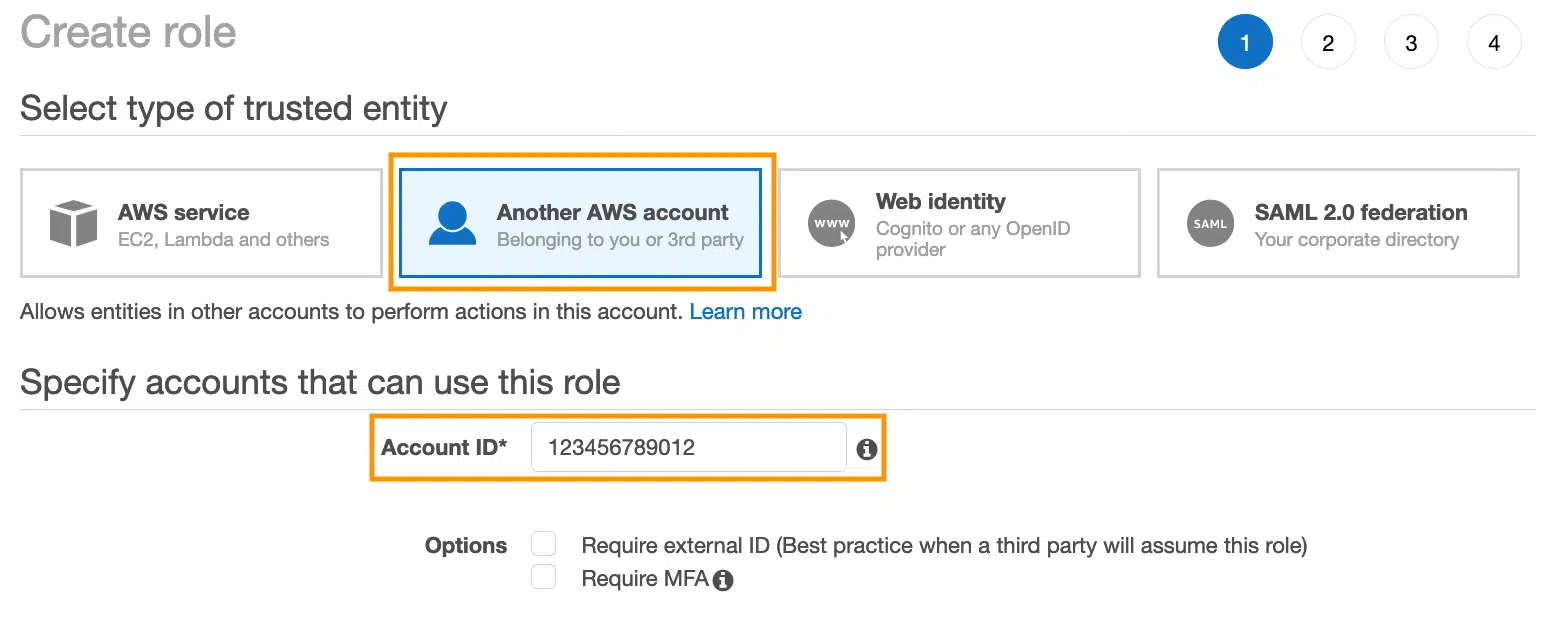 Create role
1 2 3 4
Select type of trusted entity
AWS service
EC2, Lambda and others
Another AWS account
Belonging to you or 3rd party
www
Web identity
Cognito or any OpenID
provider
SAML
SAML 2.0 federation
Your corporate directory
Allows entities in other accounts to perform actions in this account. Learn more
Specify accounts that can use this role
Account ID* 123456789012
Options Require external ID (Best practice when a third party will assume this role)
Require MFA